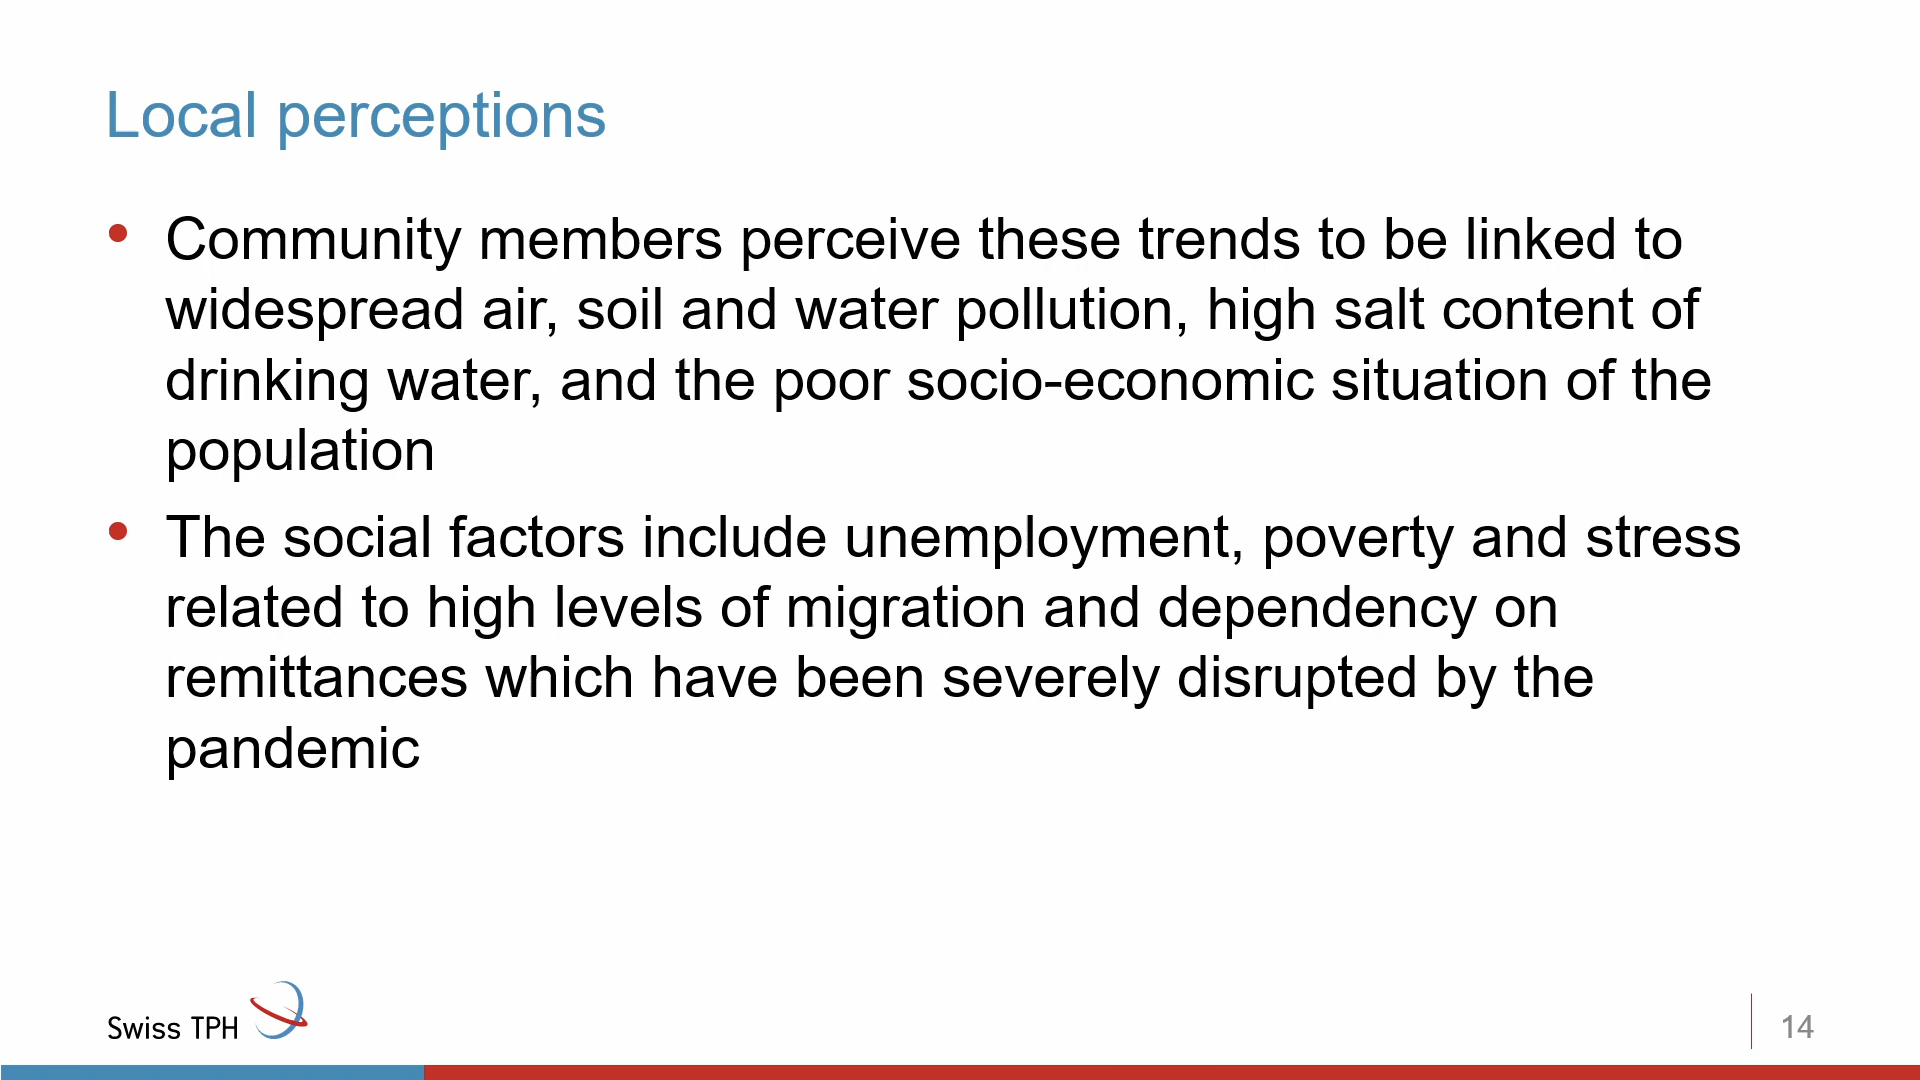 Local perceptions
• Community members perceive these trends to be linked to
widespread air, soil and water pollution, high salt content of
drinking water, and the poor socio-economic situation of the
population
• The social factors include unemployment, poverty and stress
related to high levels of migration and dependency on
remittances which have been severely disrupted by the
pandemic
Swiss TPH
14